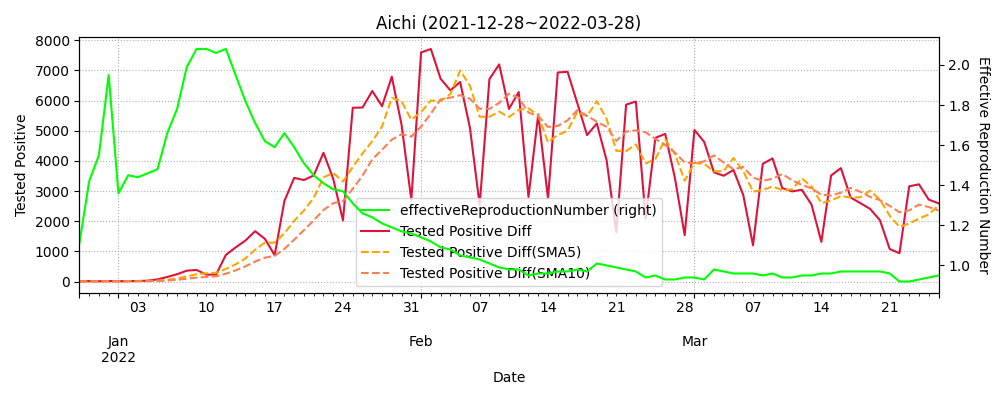 Aichi (2021-12-28~2022-03-28)
8000
7000
6000
5000
4000
3000
2000
1000
0
Tested Positive
2.0
1.8
1.6
1.4
1.2
1.0
Effective Reproduction Number
effectiveReproductionNumber (right)
Tested Positive Diff
Tested Positive Diff(SMA5)
Tested Positive Diff(SMA10)
03 10 17 24 31 07 14 21 28 07 14 21
Jan Feb Mar
2022
Date